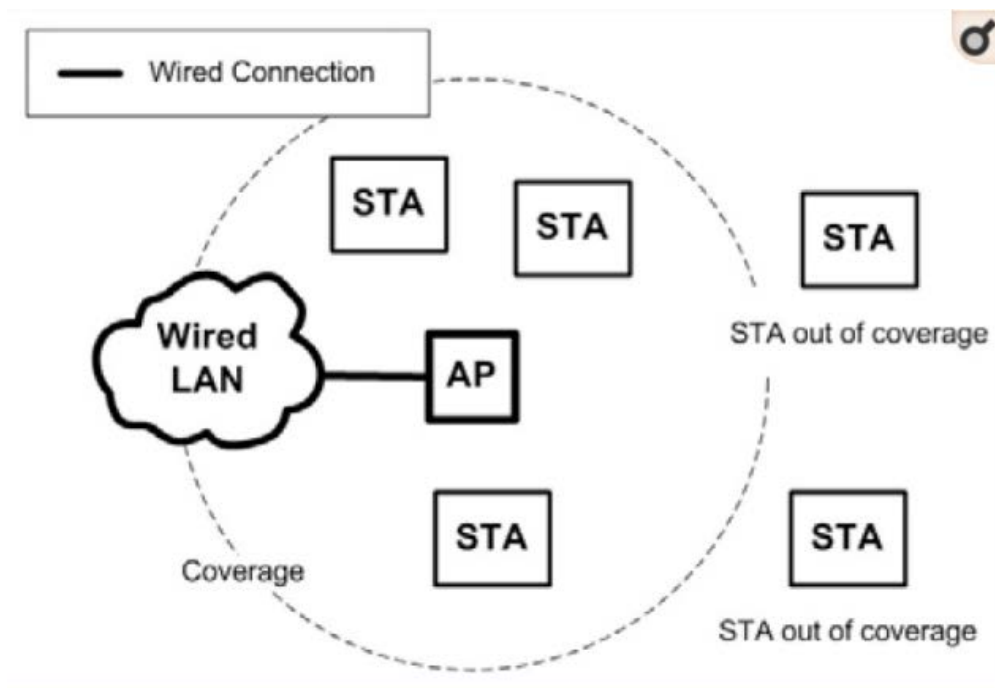 Wired Connection
STA
STA
STA
STA out of coverage
Wired
LAN
AP
STA
STA
Coverage
STA out of coverage